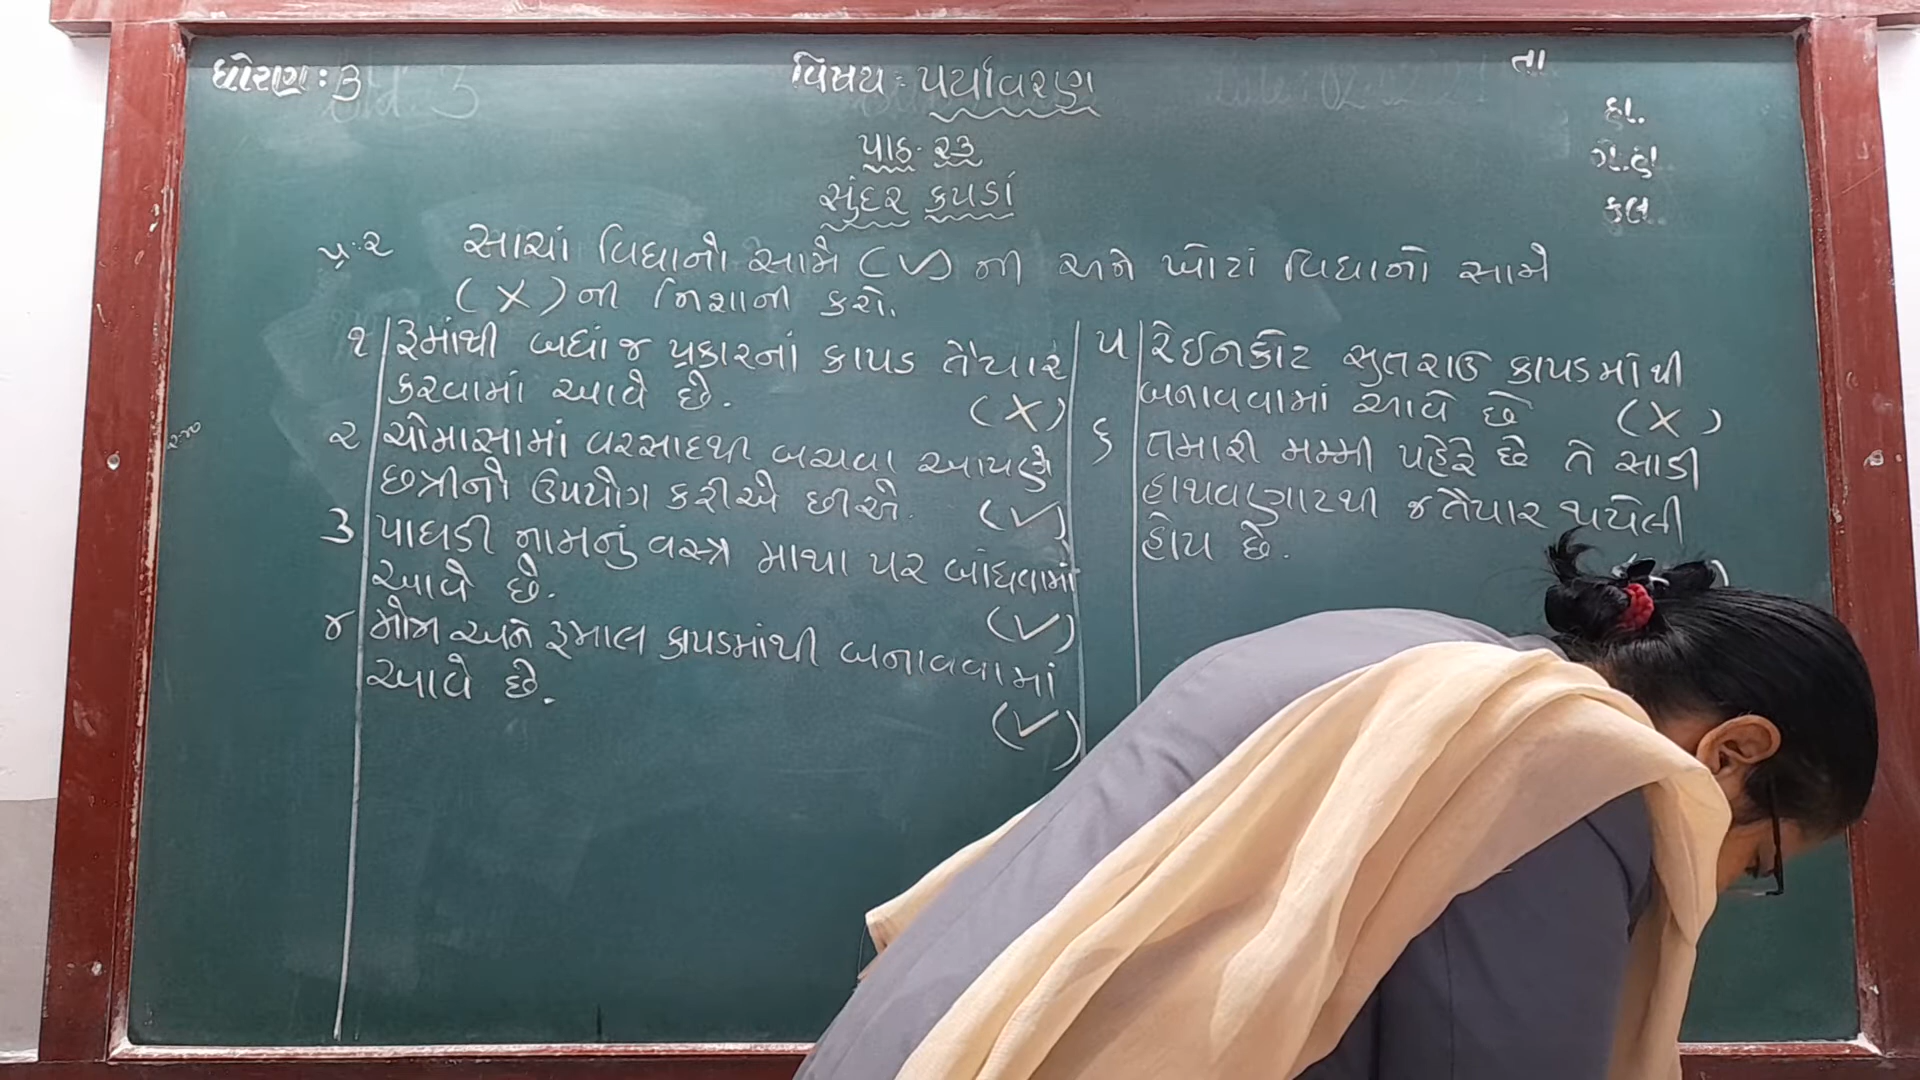 ધોરણ : 3
વિષય : પર્યાવરણ
તા
હા.
ગે.હા.
કુલ.
પાઠ - ૨૩
સુંદર કપડાં
પ્ર.:૨ સાચાં વિધાનો સામે (✓) ની અને ખોટાં વિધાનો સામે
(X) ની નિશાની કરો.
૧ રૂમાંથી બધાં જ પ્રકારનાં કાપડ તૈયાર
કરવામાં આવે છે. (X)
૨ ચોમાસામાં વરસાદથી બચવા આપણે
છત્રીનો ઉપયોગ કરીએ છીએ. (✓)
૩ પાઘડી નામનું વસ્ત્ર માથા પર બાંધવામાં
આવે છે. (✓)
૪ મોજા અને રૂમાલ કાપડમાંથી બનાવવામાં
આવે છે. (✓)
૫ રેઈનકોટ સુતરાઉ કાપડમાંથી
બનાવવામાં આવે છે (X)
૬ તમારી મમ્મી પહેરે છે તે સાડી
હાથવણાટથી જ તૈયાર થયેલી
હોય છે.